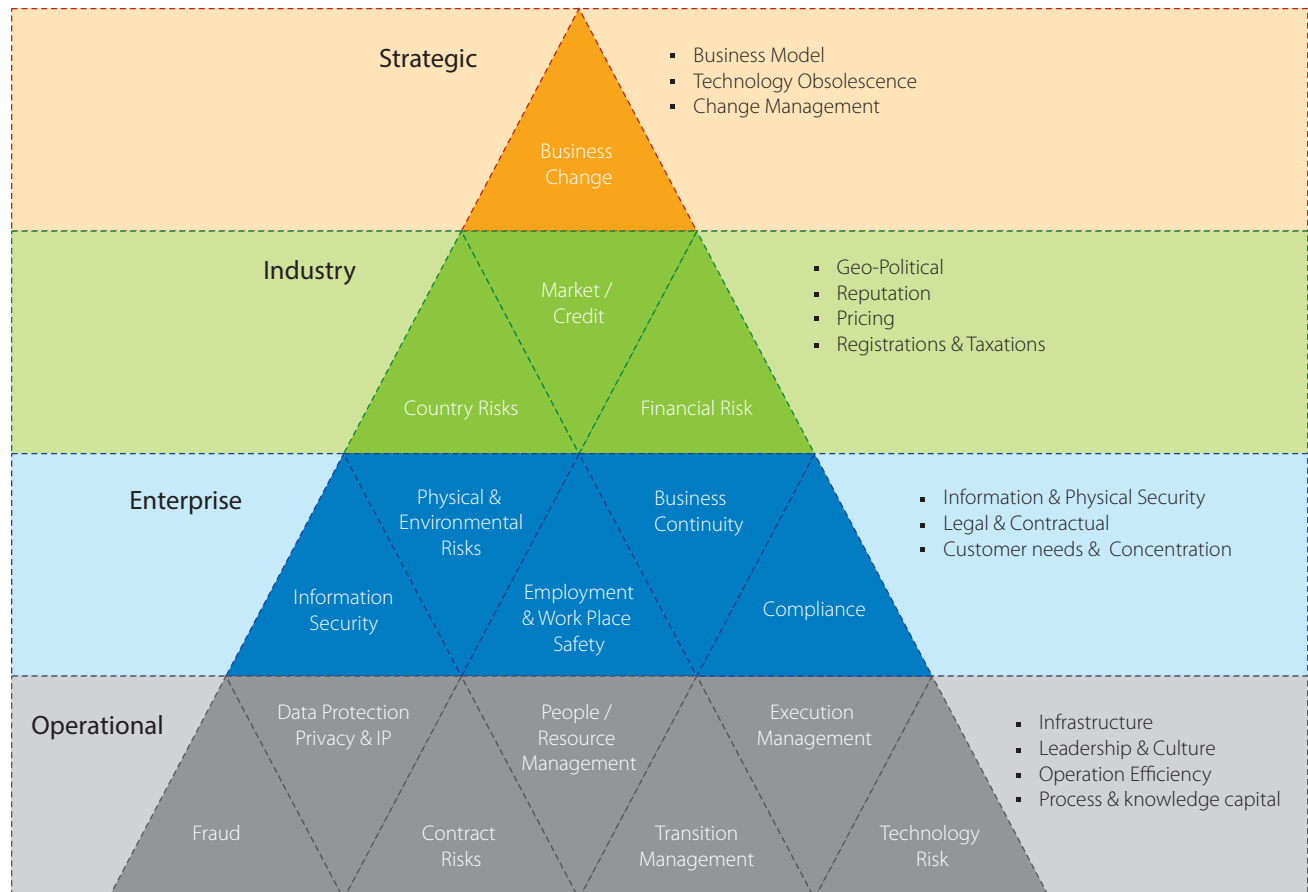 Strategic
Business
Change
Business Model
Technology Obsolescence
Change Management
Industry
Market /
Credit
Country Risks
Financial Risk
Geo-Political
Reputation
Pricing
Registrations & Taxations
Enterprise
Physical &
Environmental
Risks
Business
Continuity
Information
Security
Employment
& Work Place
Safety
Compliance
Information & Physical Security
Legal & Contractual
Customer needs & Concentration
Operational
Data Protection
Privacy & IP
People /
Resource
Management
Execution
Management
Fraud
Contract
Risks
Transition
Management
Technology
Risk
Infrastructure
Leadership & Culture
Operation Efficiency
Process & knowledge capital